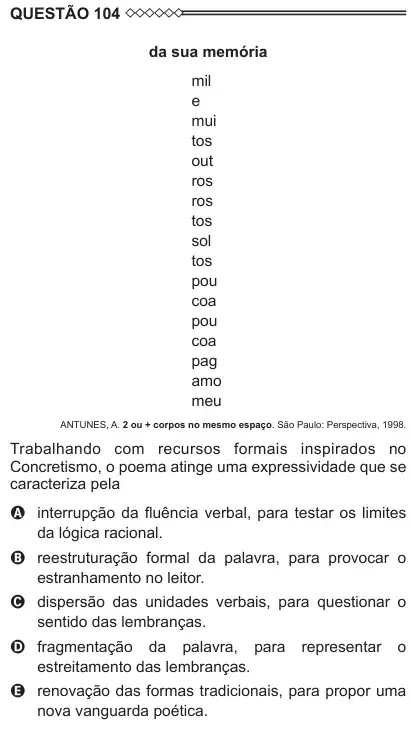 QUESTÃO 104
da sua memória
mil
e
mui
tos
out
ros
ros
tos
sol
tos
pou
coa
pou
coa
pag
amo
meu
ANTUNES, A. 2 ou + corpos no mesmo espaço. São Paulo: Perspectiva, 1998.
Trabalhando com recursos formais inspirados no
Concretismo, o poema atinge uma expressividade que se
caracteriza pela
A interrupção da fluência verbal, para testar os limites
da lógica racional.
B reestruturação formal da palavra, para provocar o
estranhamento no leitor.
C dispersão das unidades verbais, para questionar o
sentido das lembranças.
D fragmentação da palavra, para representar o
estreitamento das lembranças.
E renovação das formas tradicionais, para propor uma
nova vanguarda poética.